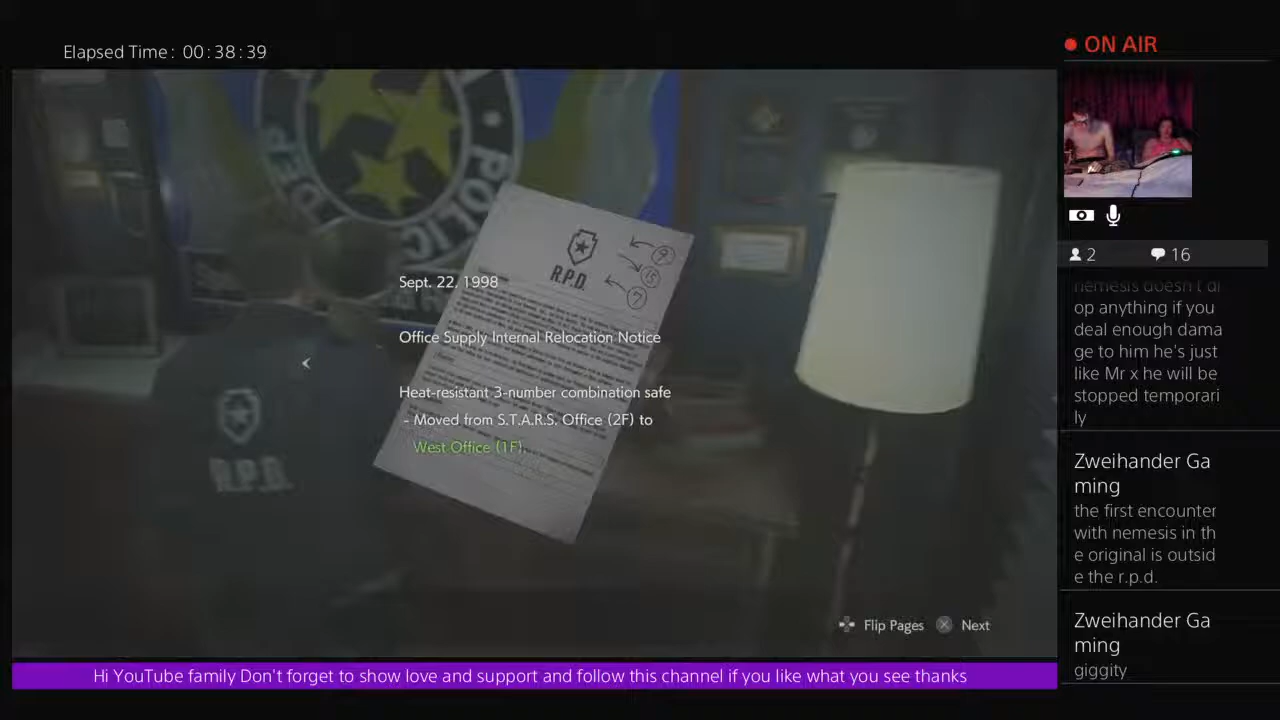 Elapsed Time: 00:38:39
ON AIR
2
16
POLIC
R.P.D.
9
15
7
Sept. 22, 1998
Office Supply Internal Relocation Notice
Heat-resistant 3-number combination safe
- Moved from S.T.A.R.S. Office (2F) to
West Office (1F).
R.P.D.
Flip Pages
Next
nemesis doesn't dr
op anything if you
deal enough dama
ge to him he's just
like Mr x he will be
stopped temporari
ly
Zweihander Ga
ming
the first encounter
with nemesis in th
e original is outsid
e the r.p.d.
Zweihander Ga
ming
giggity
Hi YouTube family Don't forget to show love and support and follow this channel if you like what you see thanks